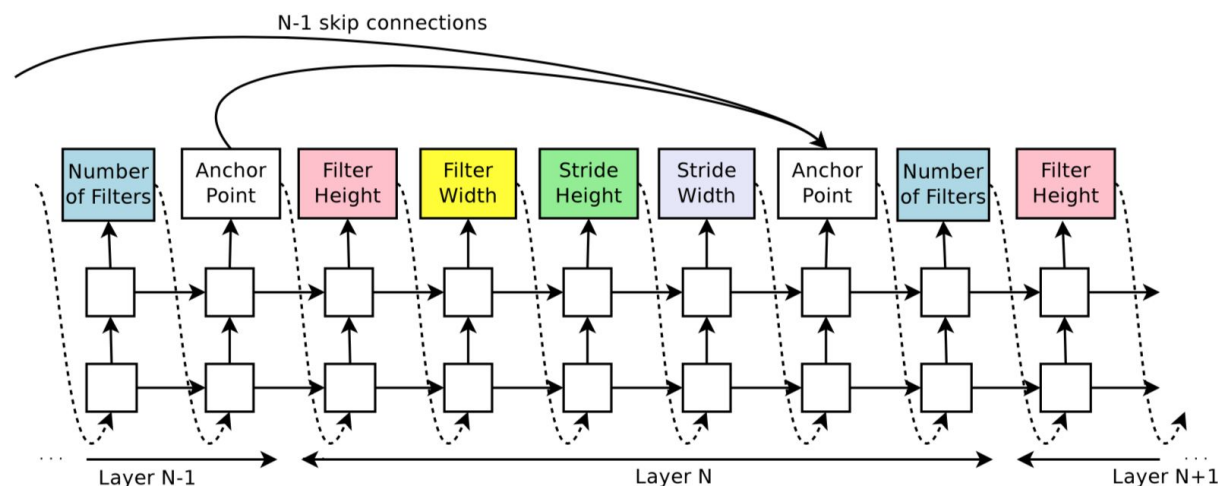 N-1 skip connections
Number
of Filters
Anchor
Point
Filter
Height
Filter
Width
Stride
Height
Stride
Width
Anchor
Point
Number
of Filters
Filter
Height
. . .
Layer N-1
Layer N
Layer N+1
. . .